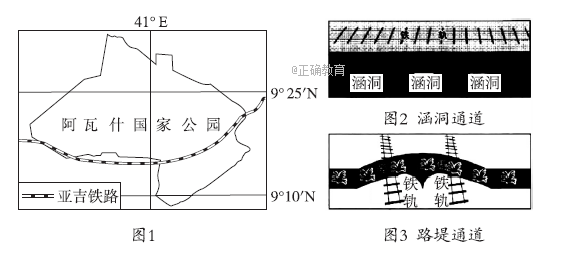 41° E
@正确教育
9° 25′N
阿瓦什国家公园
亚吉铁路
9° 10′N
图1
铁 轨
涵洞 涵洞 涵洞
图2 涵洞通道
铁轨 铁轨
图3 路堤通道